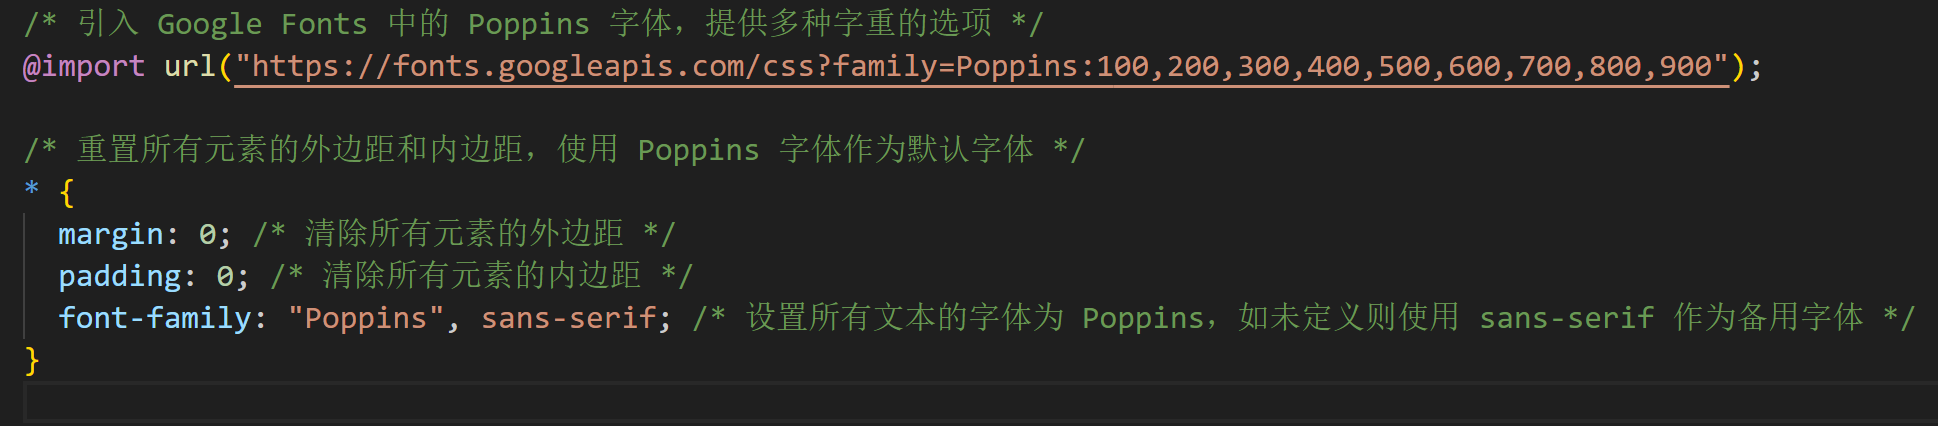 /* 引入 Google Fonts 中的 Poppins 字体，提供多种字重的选项 */
@import url("https://fonts.googleapis.com/css?family=Poppins:100,200,300,400,500,600,700,800,900");
/* 重置所有元素的外边距和内边距，使用 Poppins 字体作为默认字体 */
* {
  margin: 0; /* 清除所有元素的外边距 */
  padding: 0; /* 清除所有元素的内边距 */
  font-family: "Poppins", sans-serif; /* 设置所有文本的字体为 Poppins，如未定义则使用 sans-serif 作为备用字体 */
}